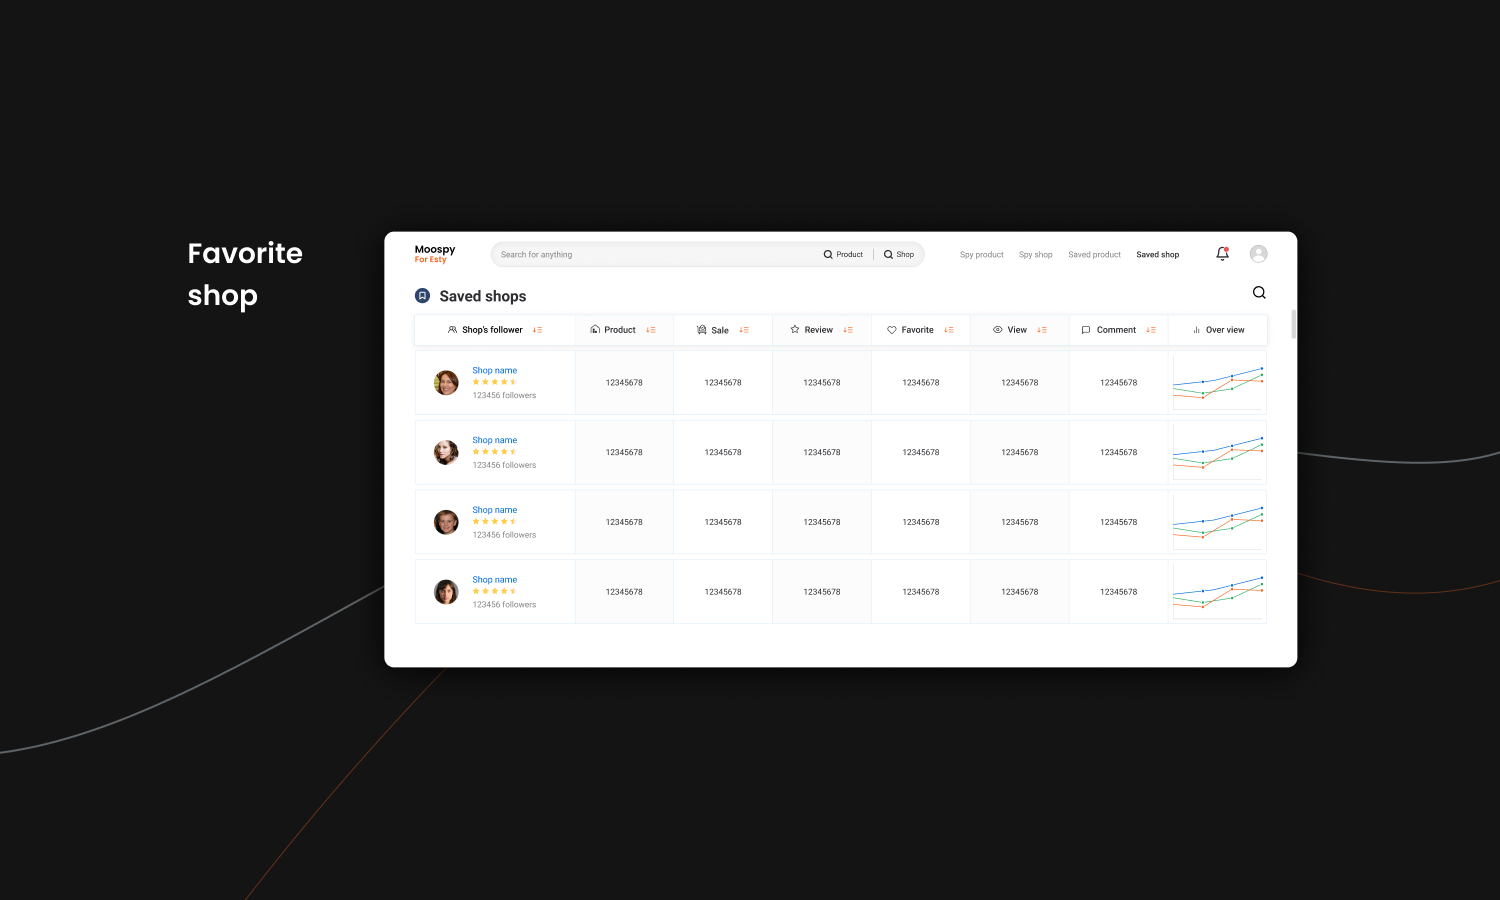 Favorite
shop
Moospy
For Esty
Search for anything
Product
Shop
Spy product
Spy shop
Saved product
Saved shop
Saved shops
Shop's follower
Product
Sale
Review
Favorite
View
Comment
Over view
Shop name
123456 followers
12345678 12345678 12345678 12345678 12345678 12345678
Shop name
123456 followers
12345678 12345678 12345678 12345678 12345678 12345678
Shop name
123456 followers
12345678 12345678 12345678 12345678 12345678 12345678
Shop name
123456 followers
12345678 12345678 12345678 12345678 12345678 12345678